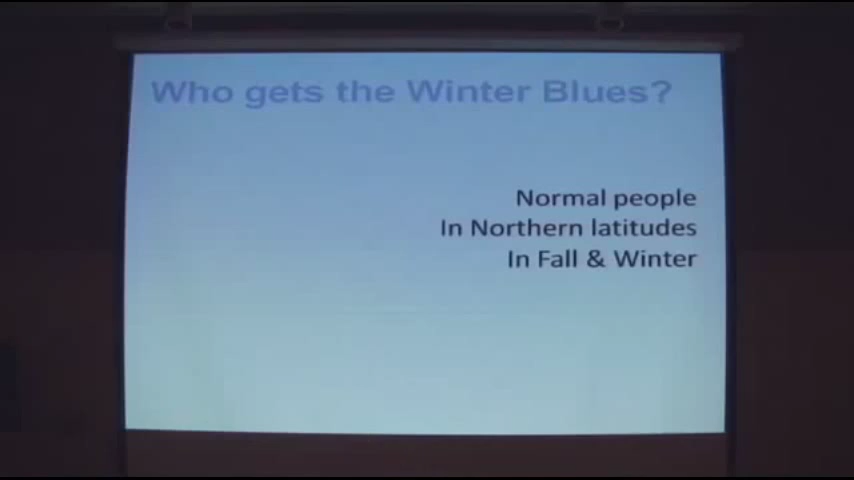 Who gets the Winter Blues?
Normal people
In Northern latitudes
In Fall & Winter